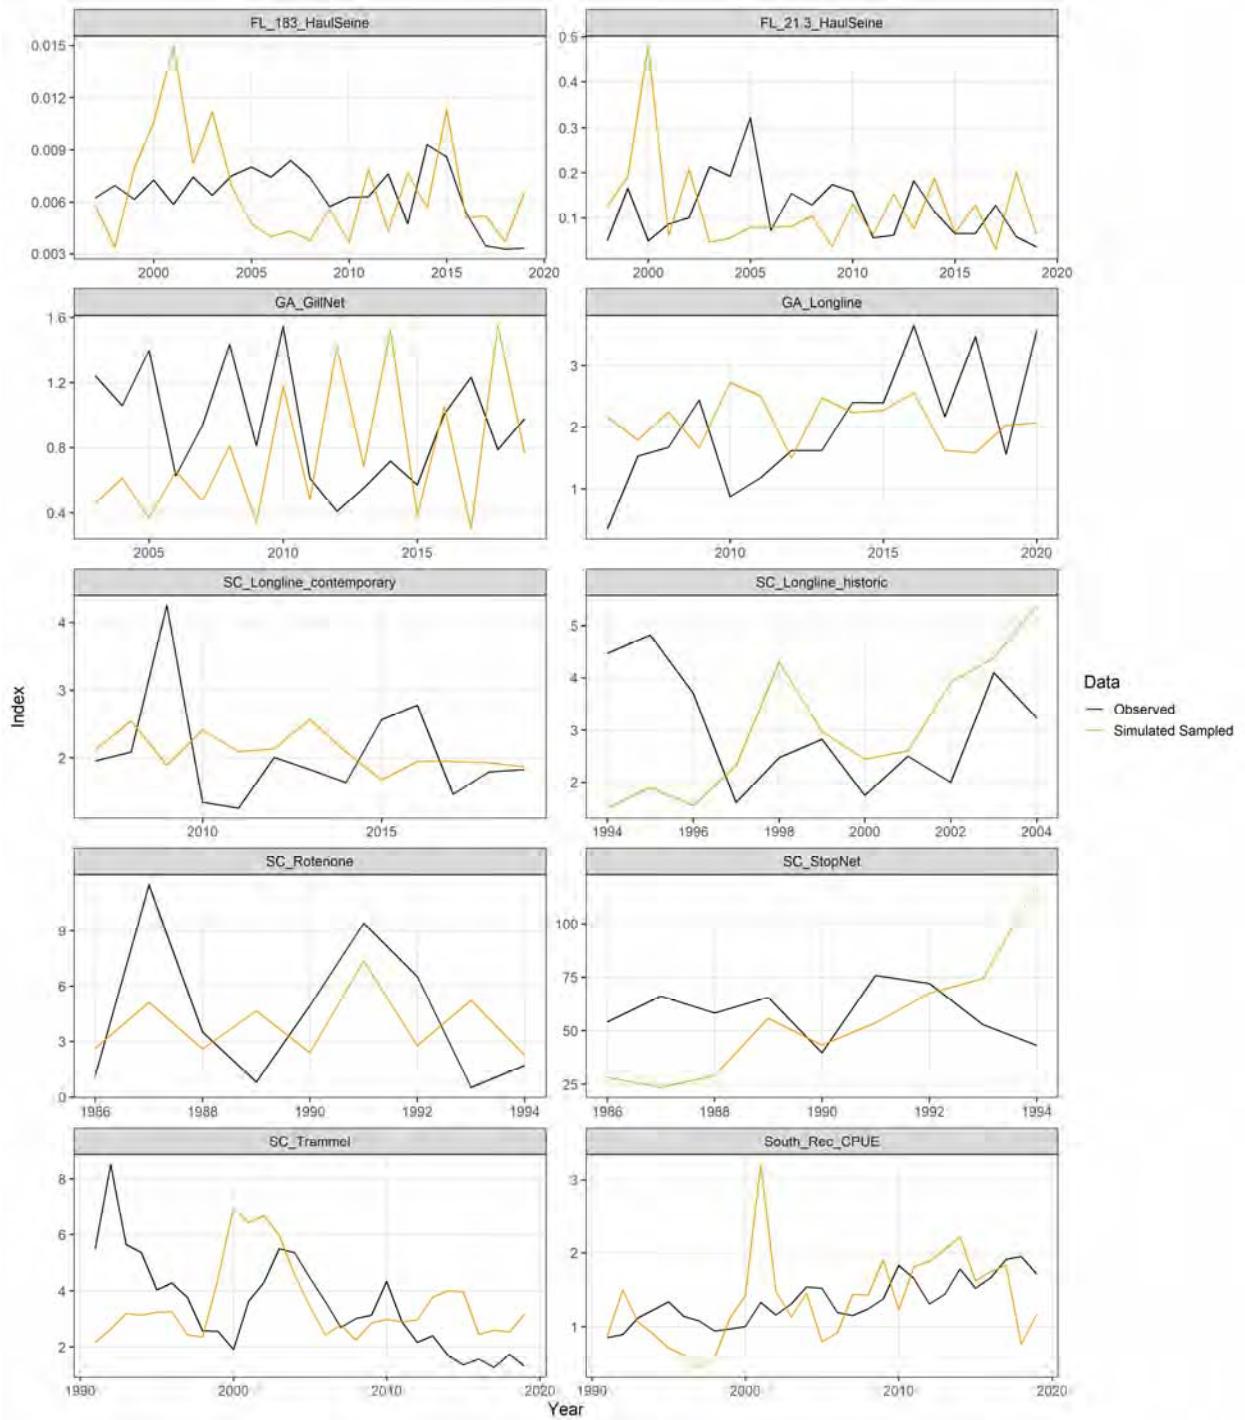 FL_183_HaulSeine FL_21.3_HaulSeine
0.015 0.5
0.012 0.4
0.009 0.3
0.006 0.2
0.003 0.1
2000 2005 2010 2015 2020 2000 2005 2010 2015 2020
GA_GillNet GA_Longline
1.6
1.2 3
0.8 2
0.4 1
2005 2010 2015 2010 2015 2020
SC_Longline_contemporary SC_Longline_historic
4 5
3 4
2 3
2
2010 2015 1994 1996 1998 2000 2002 2004
SC_Rotenone SC_StopNet
9 100
6 75
3 50
0 25
1986 1988 1990 1992 1994 1986 1988 1990 1992 1994
SC_Trammel South_Rec_CPUE
8 3
6 2
4 1
2
1990 2000 2010 2020 1990 2000 2010 2020
Year
Index
Data
Observed
Simulated Sampled